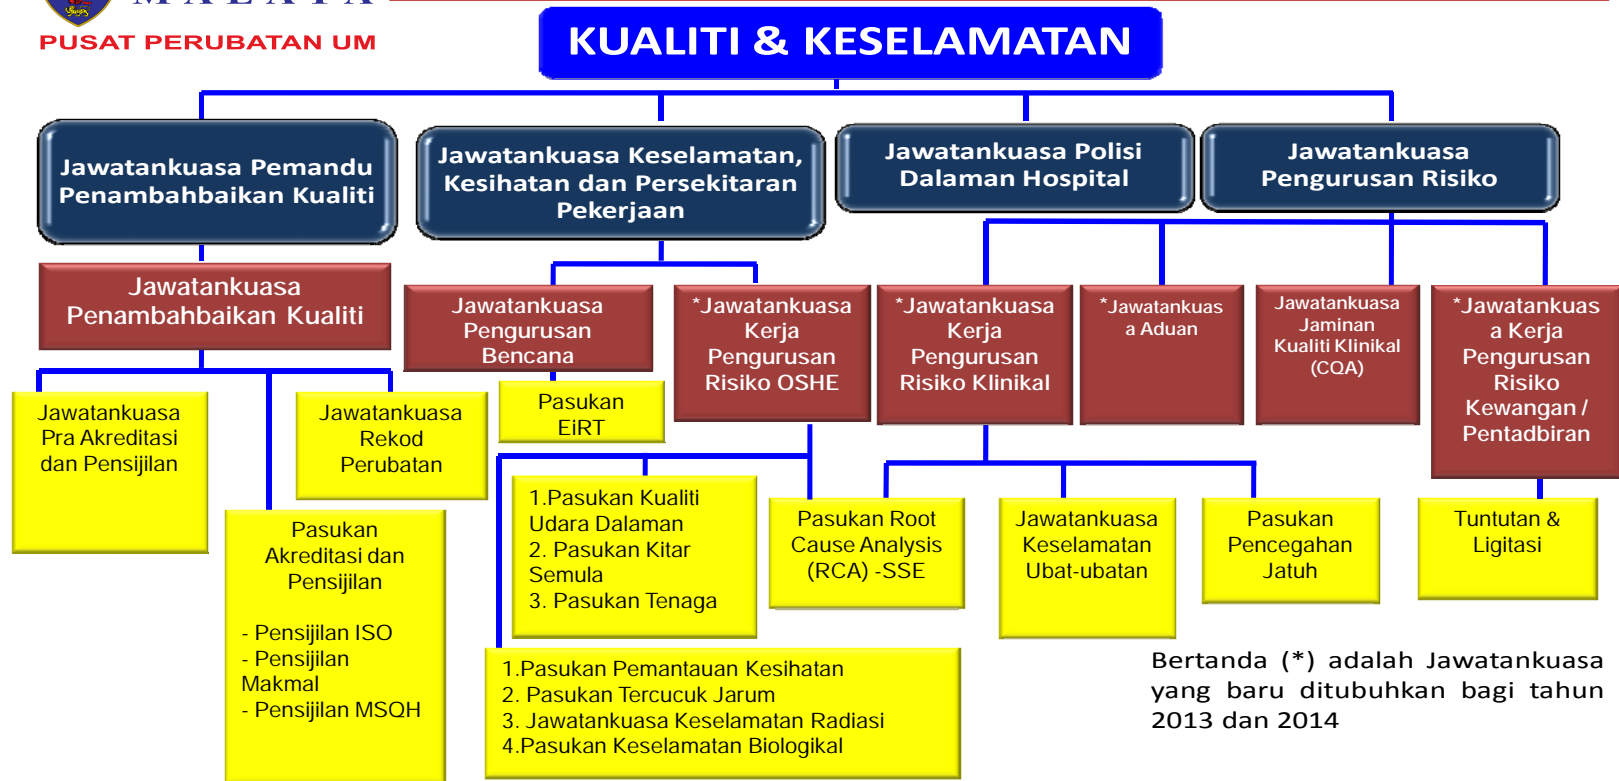 MALAYA
PUSAT PERUBATAN UM
KUALITI & KESELAMATAN
Jawatankuasa Pemandu
Penambahbaikan Kualiti
Jawatankuasa Keselamatan,
Kesihatan dan Persekitaran
Pekerjaan
Jawatankuasa Polisi
Dalaman Hospital
Jawatankuasa
Pengurusan Risiko
Jawatankuasa
Penambahbaikan Kualiti
Jawatankuasa
Pengurusan
Bencana
*Jawatankuasa
Kerja
Pengurusan
Risiko OSHE
*Jawatankuasa
Kerja
Pengurusan
Risiko Klinikal
*Jawatankuas
a Aduan
Jawatankuasa
Jaminan
Kualiti Klinikal
(CQA)
*Jawatankuas
a Kerja
Pengurusan
Risiko
Kewangan /
Pentadbiran
Jawatankuasa
Pra Akreditasi
dan Pensijilan
Pasukan
Akreditasi dan
Pensijilan
- Pensijilan ISO
- Pensijilan
Makmal
- Pensijilan MSQH
Jawatankuasa
Rekod
Perubatan
Pasukan
EiRT
1.Pasukan Kualiti
Udara Dalaman
2. Pasukan Kitar
Semula
3. Pasukan Tenaga
1.Pasukan Pemantauan Kesihatan
2. Pasukan Tercucuk Jarum
3. Jawatankuasa Keselamatan Radiasi
4.Pasukan Keselamatan Biologikal
Pasukan Root
Cause Analysis
(RCA) -SSE
Jawatankuasa
Keselamatan
Ubat-ubatan
Pasukan
Pencegahan
Jatuh
Tuntutan &
Ligitasi
Bertanda (*) adalah Jawatankuasa
yang baru ditubuhkan bagi tahun
2013 dan 2014